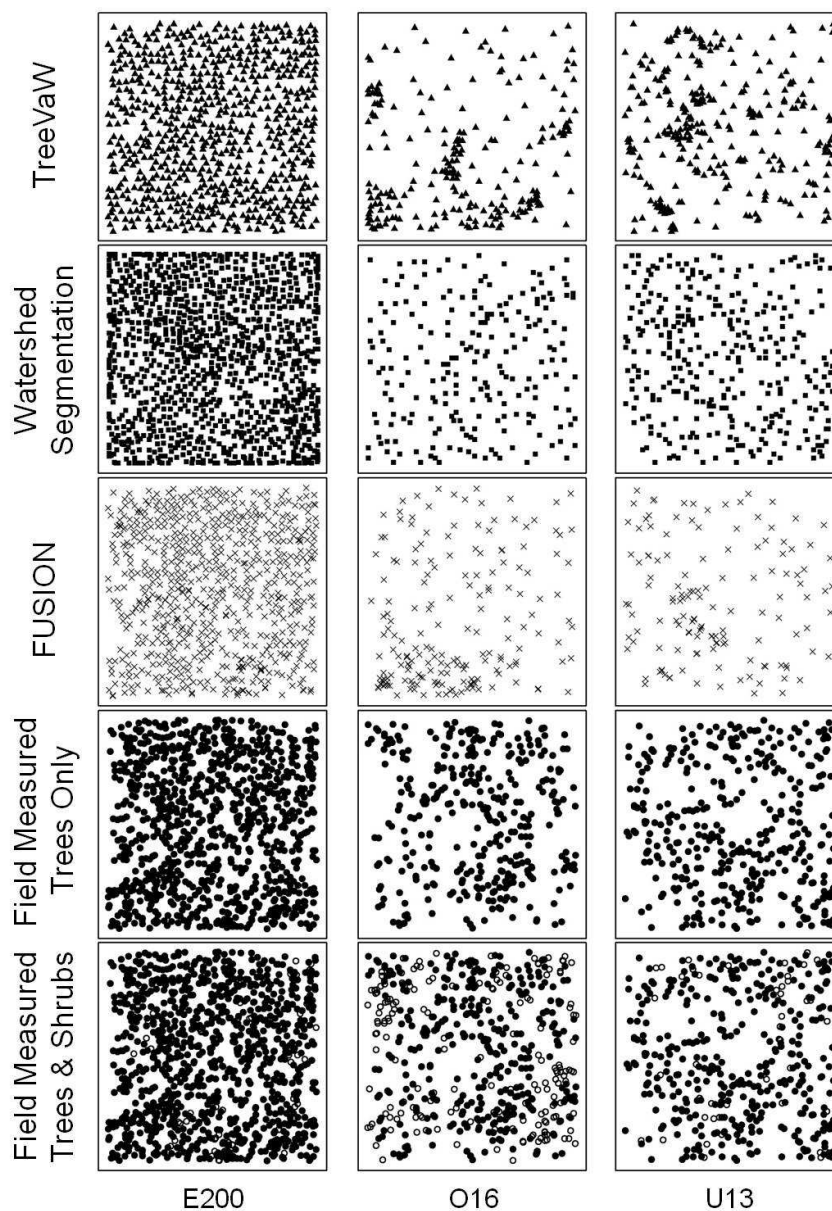 TreeVaW
Watershed
Segmentation
FUSION
Field Measured
Trees Only
Field Measured
Trees & Shrubs
E200
O16
U13